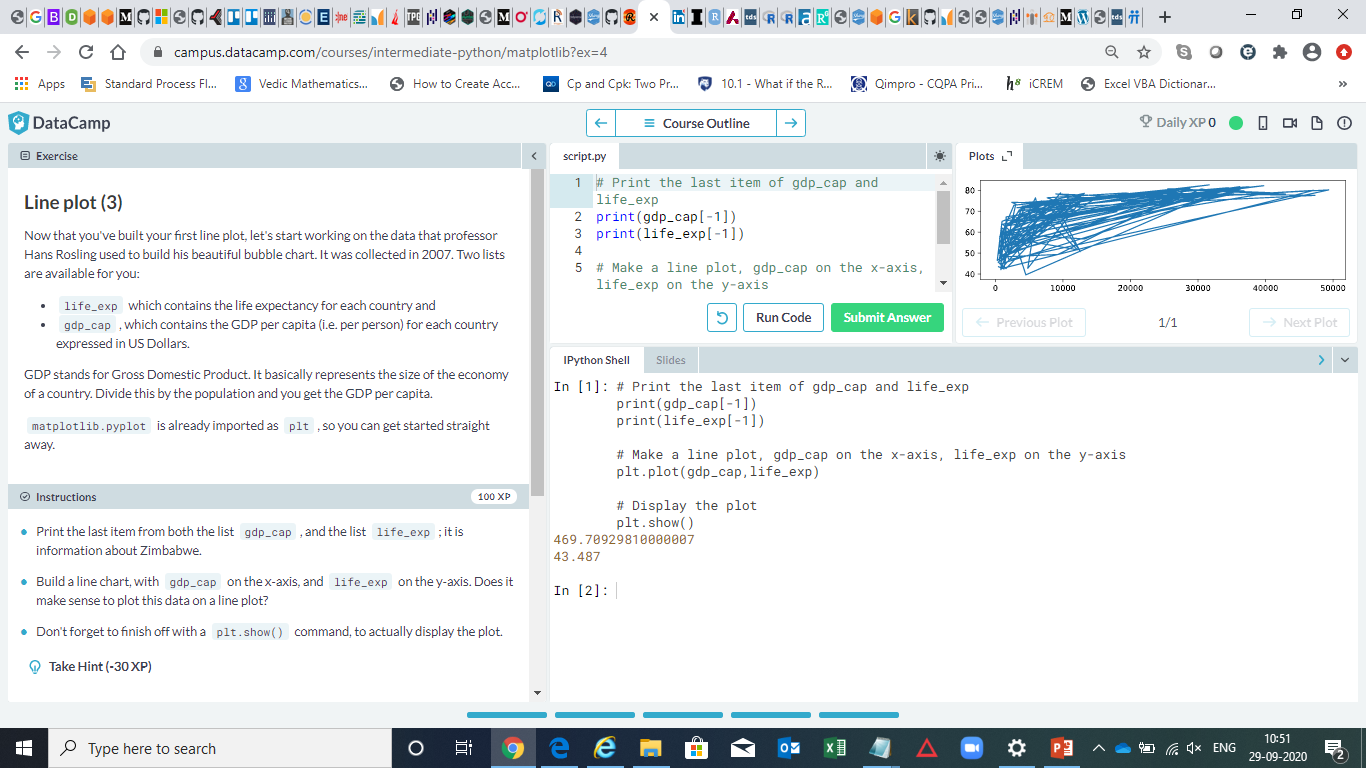 campus.datacamp.com/courses/intermediate-python/matplotlib?ex=4
Apps
Standard Process Fl...
Vedic Mathematics...
How to Create Acc...
Cp and Cpk: Two Pr...
10.1 - What if the R...
Qimpro - CQPA Pri...
iCREM
Excel VBA Dictionar...
»
DataCamp
Course Outline
Daily XP 0
Exercise
Line plot (3)
Now that you've built your first line plot, let's start working on the data that professor
Hans Rosling used to build his beautiful bubble chart. It was collected in 2007. Two lists
are available for you:
• life_exp which contains the life expectancy for each country and
• gdp_cap , which contains the GDP per capita (i.e. per person) for each country
expressed in US Dollars.
GDP stands for Gross Domestic Product. It basically represents the size of the economy
of a country. Divide this by the population and you get the GDP per capita.
matplotlib.pyplot is already imported as plt , so you can get started straight
away.
Instructions
100 XP
• Print the last item from both the list gdp_cap , and the list life_exp ; it is
information about Zimbabwe.
• Build a line chart, with gdp_cap on the x-axis, and life_exp on the y-axis. Does it
make sense to plot this data on a line plot?
• Don't forget to finish off with a plt.show() command, to actually display the plot.
Take Hint (-30 XP)
script.py
1 # Print the last item of gdp_cap and
life_exp
2 print(gdp_cap[-1])
3 print(life_exp[-1])
4
5 # Make a line plot, gdp_cap on the x-axis,
life_exp on the y-axis
Run Code
Submit Answer
Plots
80
70
60
50
40
0 10000 20000 30000 40000 50000
Previous Plot
1/1
Next Plot
IPython Shell
Slides
In [1]: # Print the last item of gdp_cap and life_exp
print(gdp_cap[-1])
print(life_exp[-1])
# Make a line plot, gdp_cap on the x-axis, life_exp on the y-axis
plt.plot(gdp_cap,life_exp)
# Display the plot
plt.show()
469.70929810000007
43.487
In [2]:
Type here to search
ENG
10:51
29-09-2020
2